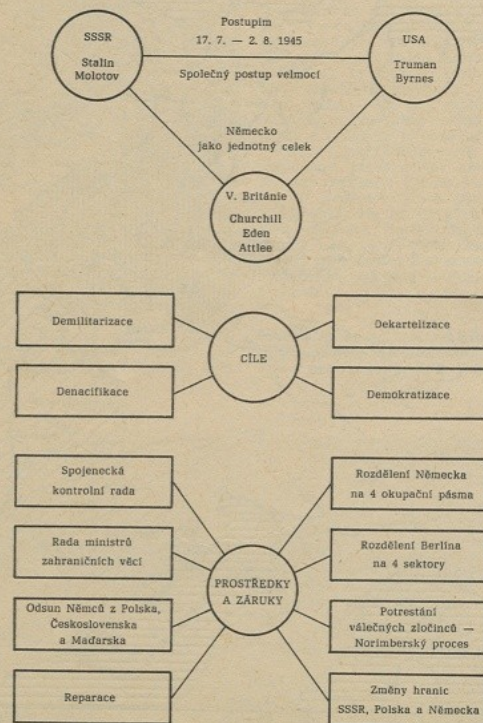 Postupim
17. 7. — 2. 8. 1945
SSSR
Stalin
Molotov
USA
Truman
Byrnes
Společný postup velmocí
Německo
jako jednotný celek
V. Británie
Churchill
Eden
Attlee
Demilitarizace
Dekartelizace
CÍLE
Denacifikace
Demokratizace
Spojenecká
kontrolní rada
Rozdělení Německa
na 4 okupační pásma
Rada ministrů
zahraničních věcí
Rozdělení Berlína
na 4 sektory
PROSTŘEDKY
A ZÁRUKY
Odsun Němců z Polska,
Československa
a Maďarska
Potrestání
válečných zločinců —
Norimberský proces
Reparace
Změny hranic
SSSR, Polska a Německa